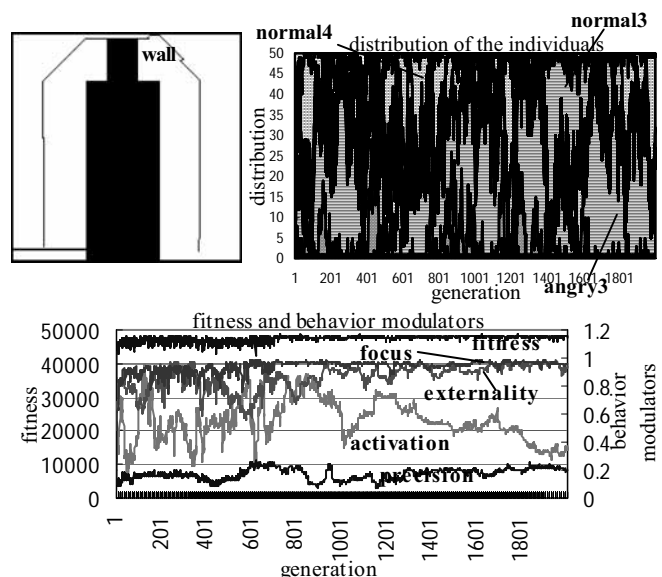 wall
normal3
normal4
distribution of the individuals
50
45
40
35
30
25
20
15
10
5
0
distribution
1 201 401 601 801 1001 1201 1401 1601 1801
generation
angry3
fitness and behavior modulators
50000
40000
30000
20000
10000
0
fitness
1.2
1
0.8
0.6
0.4
0.2
0
behavior
modulators
fitness
focus
externality
activation
precision
1 201 401 601 801 1001 1201 1401 1601 1801
generation